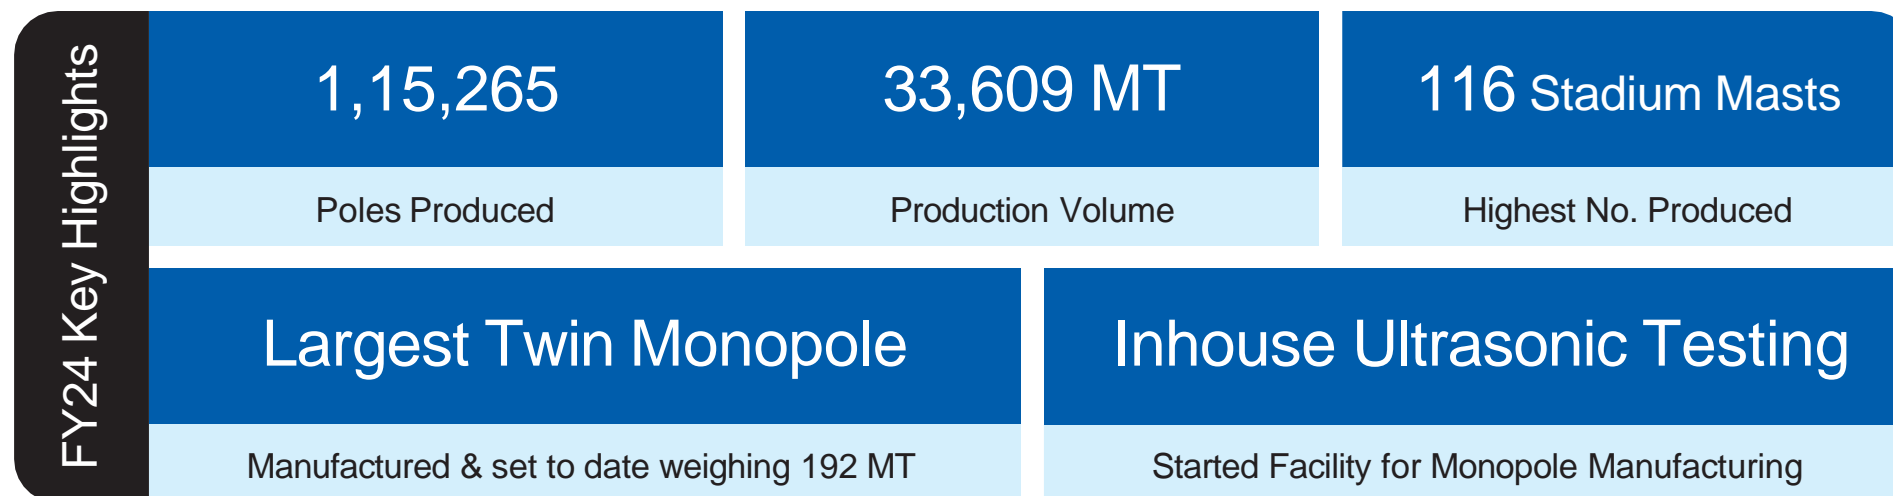 FY24 Key Highlights
1,15,265
Poles Produced
33,609 MT
Production Volume
116 Stadium Masts
Highest No. Produced
Largest Twin Monopole
Manufactured & set to date weighing 192 MT
Inhouse Ultrasonic Testing
Started Facility for Monopole Manufacturing